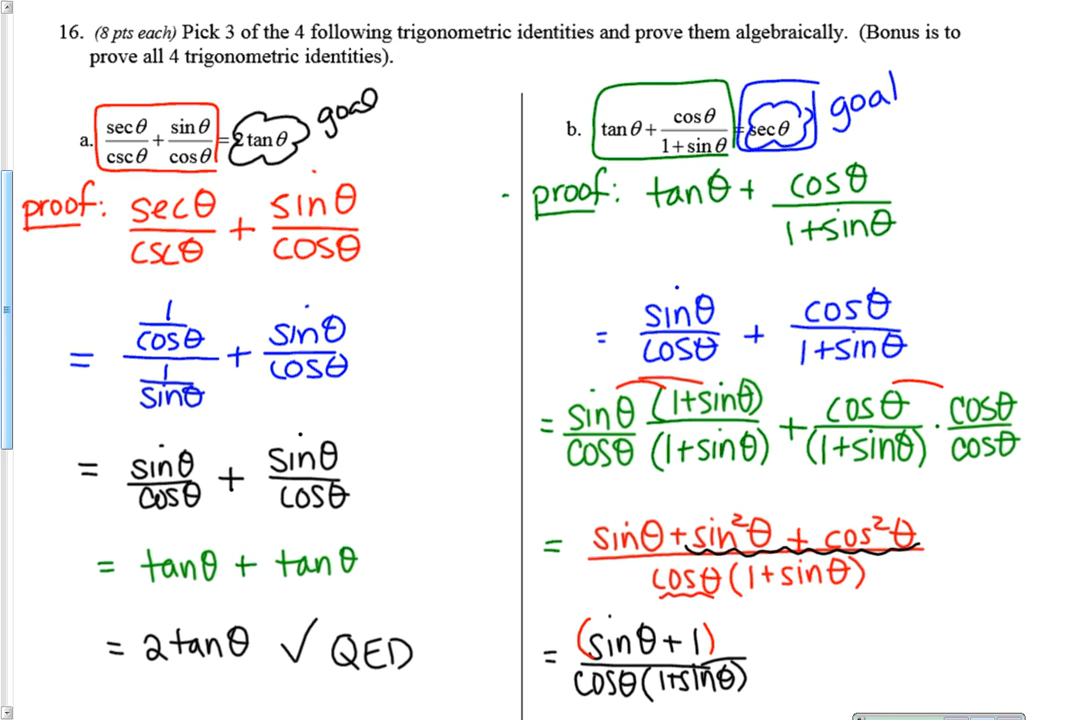 16. (8 pts each) Pick 3 of the 4 following trigonometric identities and prove them algebraically. (Bonus is to
prove all 4 trigonometric identities).
a. secθ/cscθ + sinθ/cosθ = 2 tanθ goal
proof: secθ/cscθ + sinθ/cosθ
= (1/cosθ)/(1/sinθ) + sinθ/cosθ
= sinθ/cosθ + sinθ/cosθ
= tanθ + tanθ
= 2tanθ ✓ QED
b. tanθ + cosθ/(1+sinθ) = secθ goal
proof: tanθ + cosθ/(1+sinθ)
= sinθ/cosθ + cosθ/(1+sinθ)
= sinθ/cosθ (1+sinθ)/(1+sinθ) + cosθ/(1+sinθ) · cosθ/cosθ
= (sinθ + sin²θ + cos²θ)/(cosθ(1+sinθ))
= (sinθ+1)/(cosθ(1+sinθ))